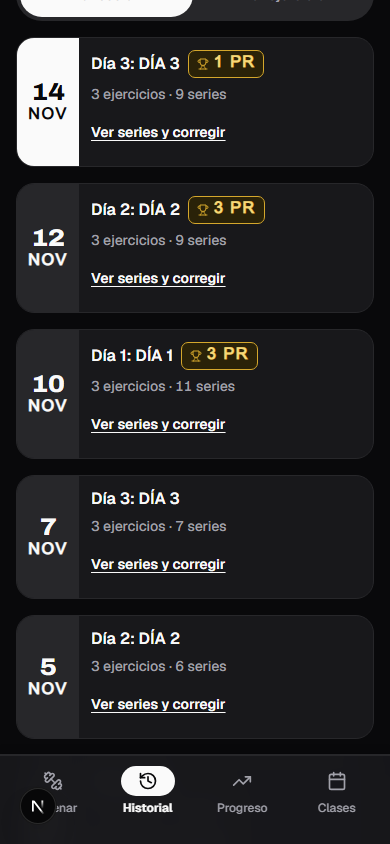 14
NOV
Día 3: DÍA 3
1 PR
3 ejercicios · 9 series
Ver series y corregir
12
NOV
Día 2: DÍA 2
3 PR
3 ejercicios · 9 series
Ver series y corregir
10
NOV
Día 1: DÍA 1
3 PR
3 ejercicios · 11 series
Ver series y corregir
7
NOV
Día 3: DÍA 3
3 ejercicios · 7 series
Ver series y corregir
5
NOV
Día 2: DÍA 2
3 ejercicios · 6 series
Ver series y corregir
N
enar
Historial
Progreso
Clases